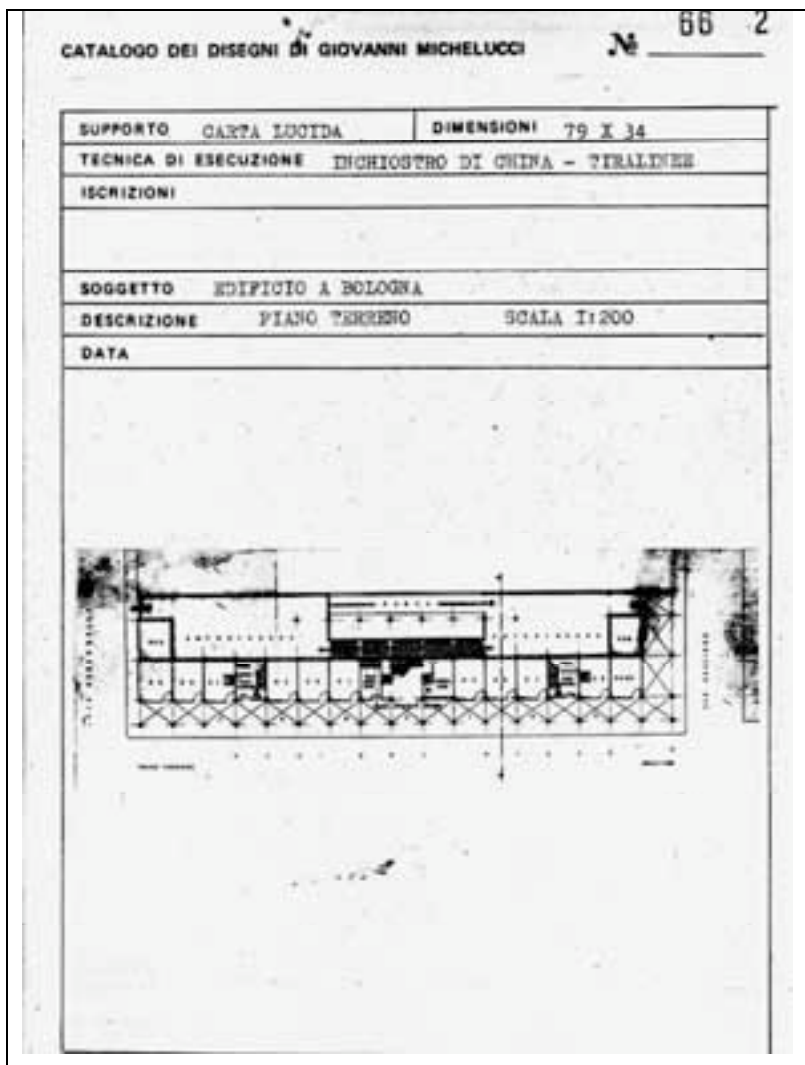 CATALOGO DEI DISEGNI DI GIOVANNI MICHELUCCI № 66 2
SUPPORTO CARTA LUCIDA DIMENSIONI 79 X 34
TECNICA DI ESECUZIONE INCHIOSTRO DI CHINA - TIRALINEE
ISCRIZIONI
SOGGETTO EDIFICIO A BOLOGNA
DESCRIZIONE PIANO TERRENO SCALA I:200
DATA